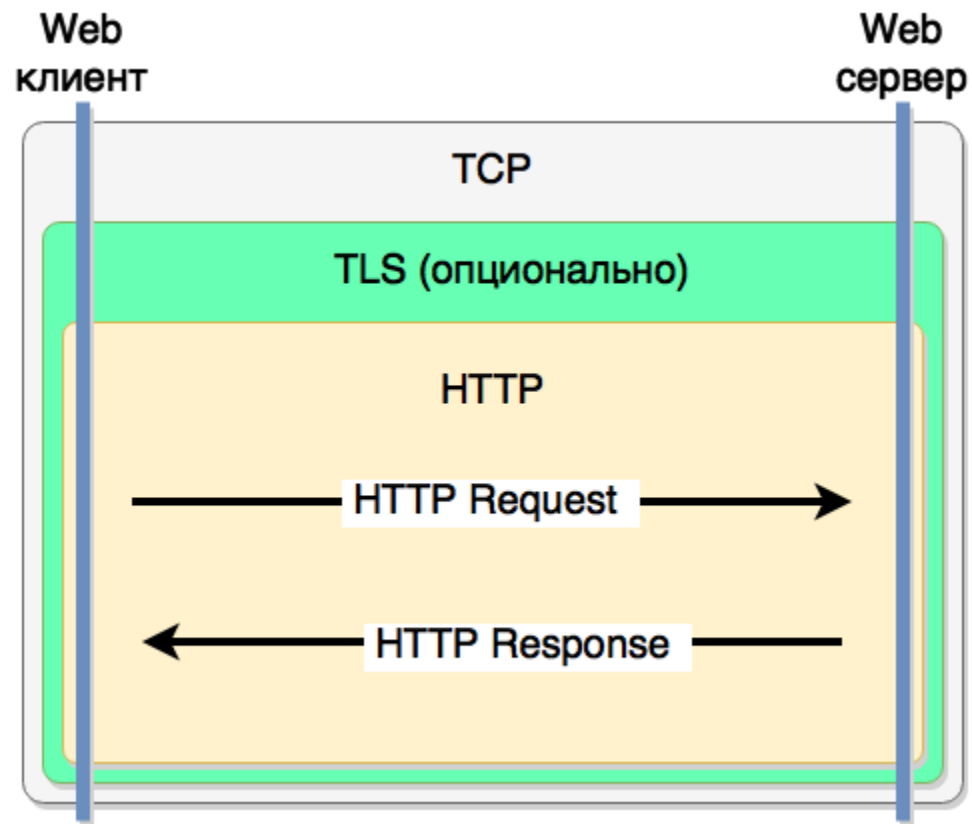 Web
клиент
Web
сервер
TCP
TLS (опционально)
HTTP
HTTP Request
HTTP Response